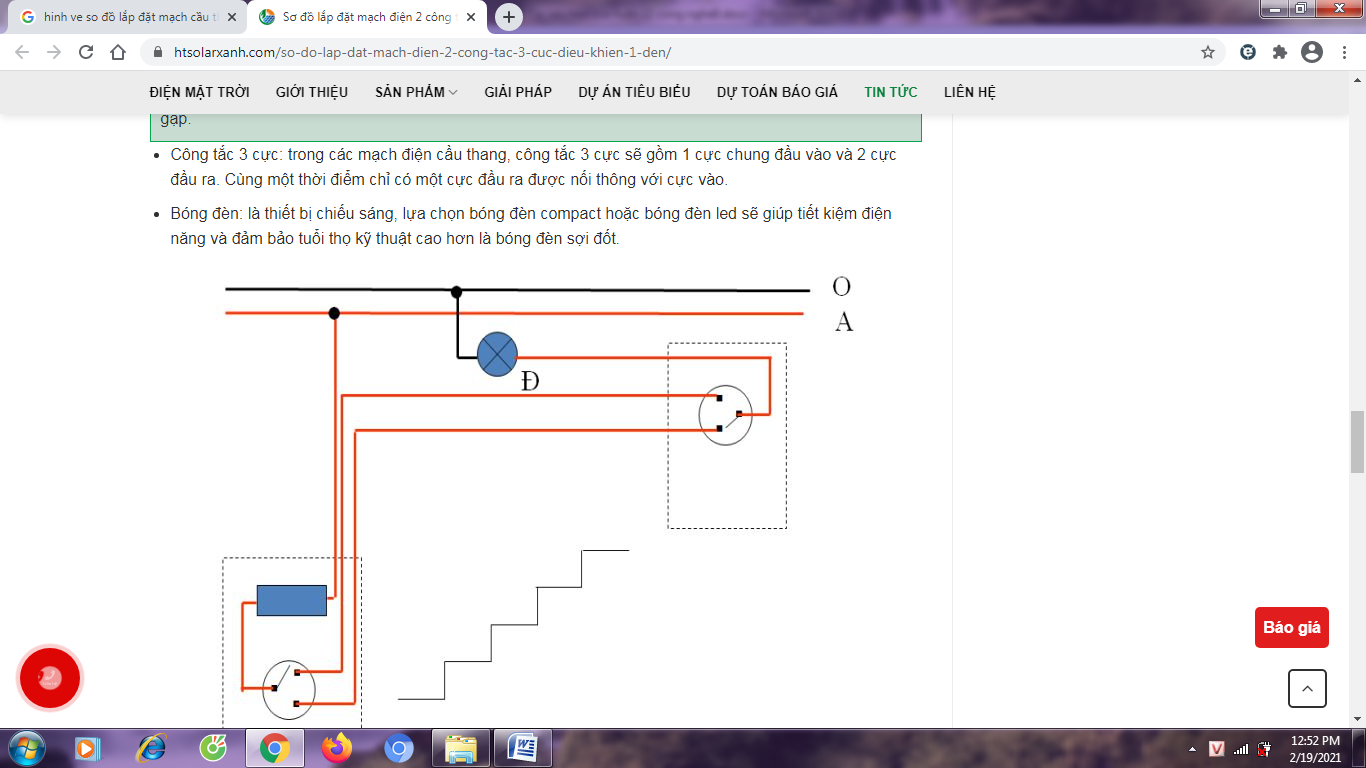 hinh ve so đồ lắp đặt mạch cầu t
Sơ đồ lắp đặt mạch điện 2 công t
htsolarxanh.com/so-do-lap-dat-mach-dien-2-cong-tac-3-cuc-dieu-khien-1-den/
ĐIỆN MẶT TRỜI GIỚI THIỆU SẢN PHẨM GIẢI PHÁP DỰ ÁN TIÊU BIỂU DỰ TOÁN BÁO GIÁ TIN TỨC LIÊN HỆ
gặp.
Công tắc 3 cực: trong các mạch điện cầu thang, công tắc 3 cực sẽ gồm 1 cực chung đầu vào và 2 cực
đầu ra. Cùng một thời điểm chỉ có một cực đầu ra được nối thông với cực vào.
Bóng đèn: là thiết bị chiếu sáng, lựa chọn bóng đèn compact hoặc bóng đèn led sẽ giúp tiết kiệm điện
năng và đảm bảo tuổi thọ kỹ thuật cao hơn là bóng đèn sợi đốt.
O
A
Đ
Báo giá
12:52 PM
2/19/2021